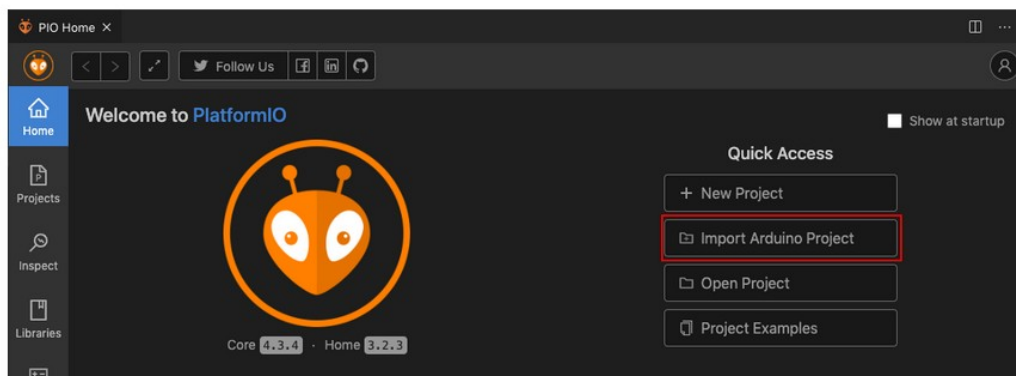 PIO Home
Follow Us
Home
Welcome to PlatformIO
Show at startup
Quick Access
Projects
New Project
Import Arduino Project
Inspect
Open Project
Libraries
Project Examples
Core 4.3.4 · Home 3.2.3